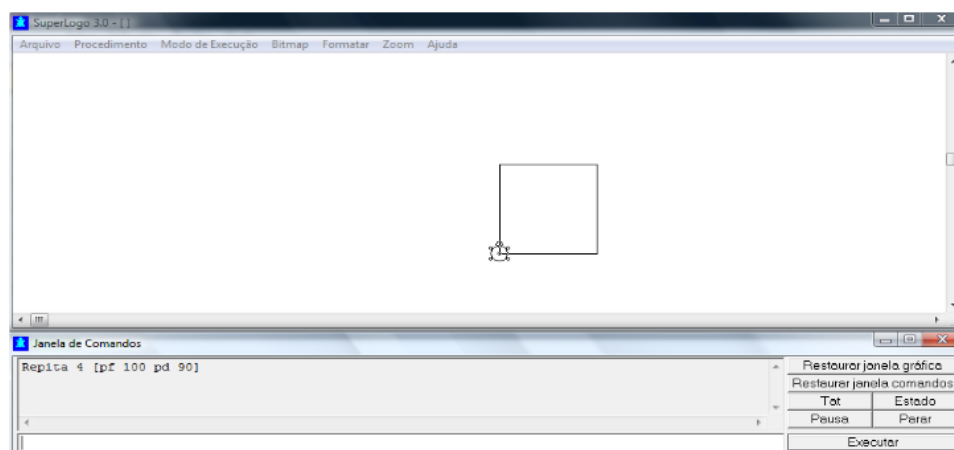 SuperLogo 3.0 - [ ]
Arquivo Procedimento Modo de Execução Bitmap Formatar Zoom Ajuda
Janela de Comandos
Repita 4 [pf 100 pd 90]
Restaurar janela gráfica
Restaurar janela comandos
Tat Estado
Pausa Parar
Executar